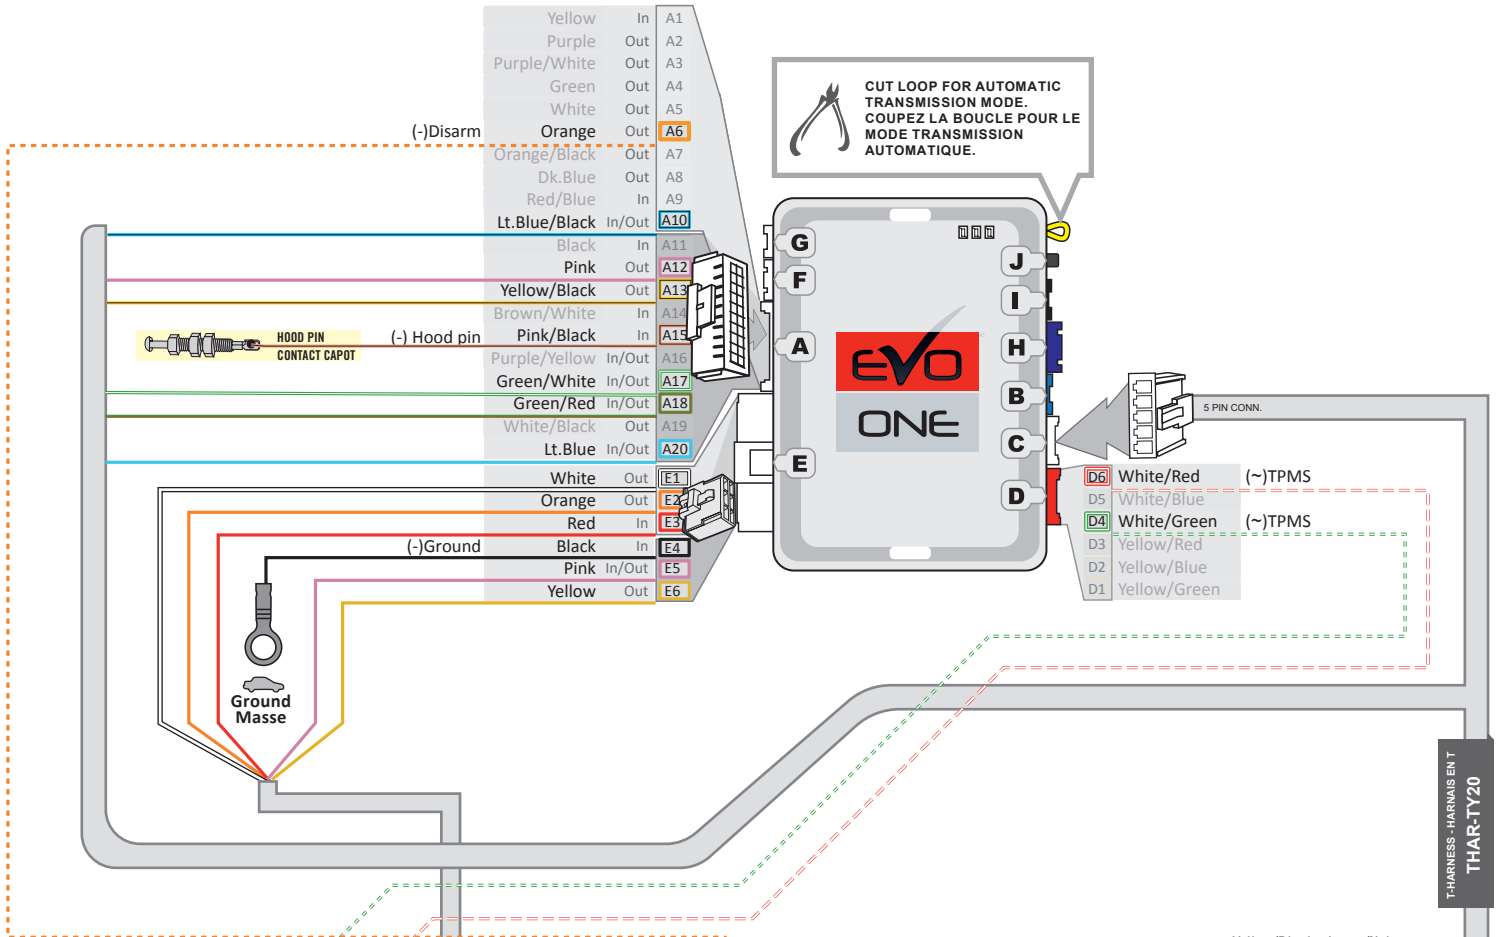 Yellow In A1
Purple Out A2
Purple/White Out A3
Green Out A4
White Out A5
(-)Disarm Orange Out A6
Orange/Black Out A7
Dk.Blue Out A8
Red/Blue In A9
Lt.Blue/Black In/Out A10
Black In A11
Pink Out A12
Yellow/Black Out A13
Brown/White In A14
HOOD PIN
CONTACT CAPOT
(-) Hood pin Pink/Black In A15
Purple/Yellow In/Out A16
Green/White In/Out A17
Green/Red In/Out A18
White/Black Out A19
Lt.Blue In/Out A20
White Out E1
Orange Out E2
Red In E3
(-)Ground Black In E4
Pink In/Out E5
Yellow Out E6
Ground
Masse
CUT LOOP FOR AUTOMATIC
TRANSMISSION MODE.
COUPEZ LA BOUCLE POUR LE
MODE TRANSMISSION
AUTOMATIQUE.
G
F
A
E
J
I
H
B
C
D
EVO
ONE
5 PIN CONN.
D6 White/Red (~)TPMS
D5 White/Blue
D4 White/Green (~)TPMS
D3 Yellow/Red
D2 Yellow/Blue
D1 Yellow/Green
T-HARNESS - HARNAIS EN T
THAR-TY20